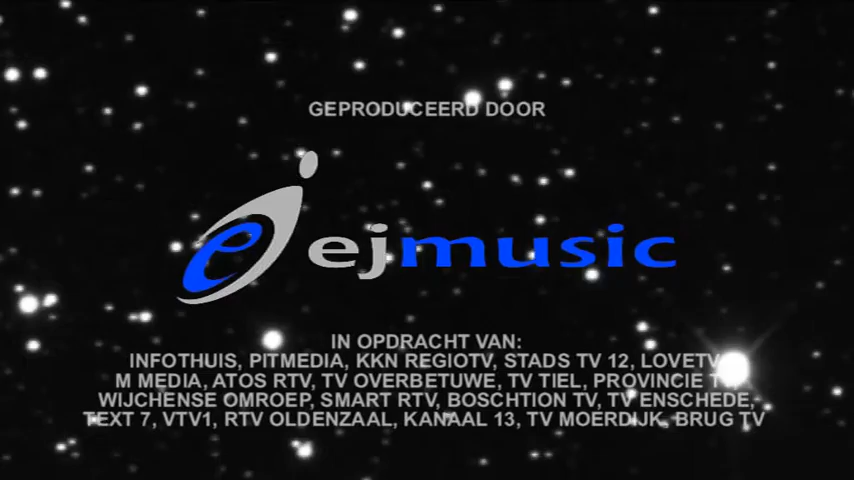 GEPRODUCEERD DOOR
ejmusic
IN OPDRACHT VAN:
INFOTHUIS, PITMEDIA, KKN REGIOTV, STADS TV 12, LOVETV,
M MEDIA, ATOS RTV, TV OVERBETUWE, TV TIEL, PROVINCIE TV,
WIJCHENSE OMROEP, SMART RTV, BOSCHTION TV, TV ENSCHEDE,
TEXT 7, VTV1, RTV OLDENZAAL, KANAAL 13, TV MOERDIJK, BRUG TV